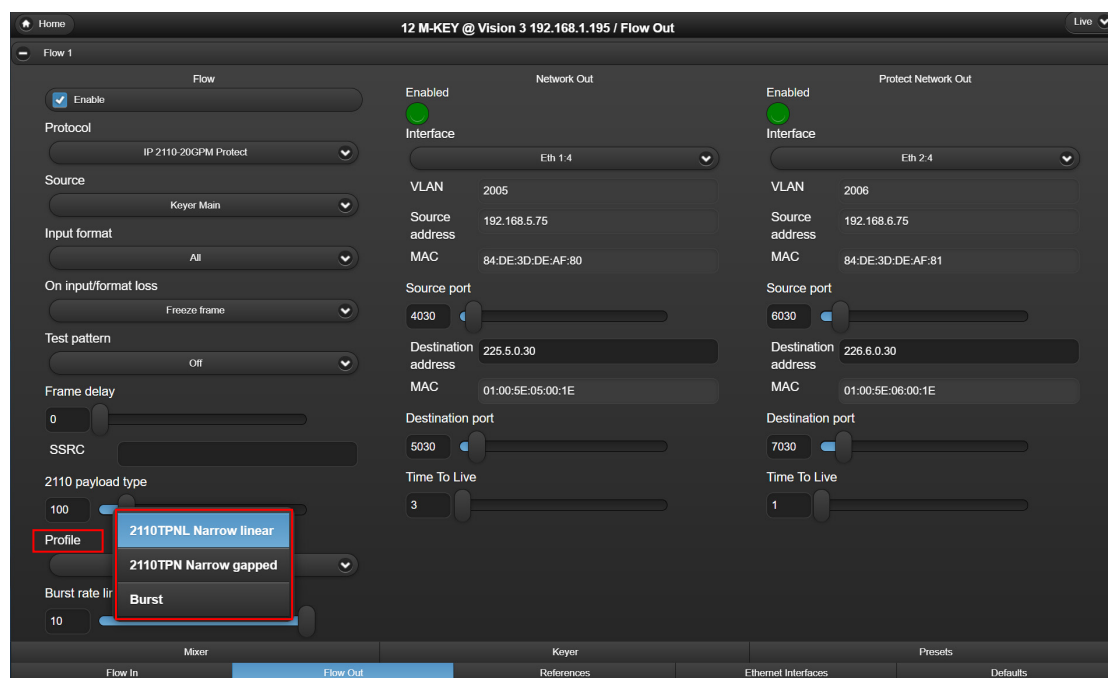 Home
12 M-KEY @ Vision 3 192.168.1.195 / Flow Out
Live
Flow 1
Flow
Enable
Protocol
IP 2110-20GPM Protect
Source
Keyer Main
Input format
All
On input/format loss
Freeze frame
Test pattern
Off
Frame delay
0
SSRC
2110 payload type
100
Profile
2110TPNL Narrow linear
2110TPN Narrow gapped
Burst
Burst rate
10
Network Out
Enabled
Interface
Eth 1:4
VLAN 2005
Source address 192.168.5.75
MAC 84:DE:3D:DE:AF:80
Source port
4030
Destination address 225.5.0.30
MAC 01:00:5E:05:00:1E
Destination port
5030
Time To Live
3
Protect Network Out
Enabled
Interface
Eth 2:4
VLAN 2006
Source address 192.168.6.75
MAC 84:DE:3D:DE:AF:81
Source port
6030
Destination address 226.6.0.30
MAC 01:00:5E:06:00:1E
Destination port
7030
Time To Live
1
Mixer Keyer Presets
Flow In Flow Out References Ethernet Interfaces Defaults